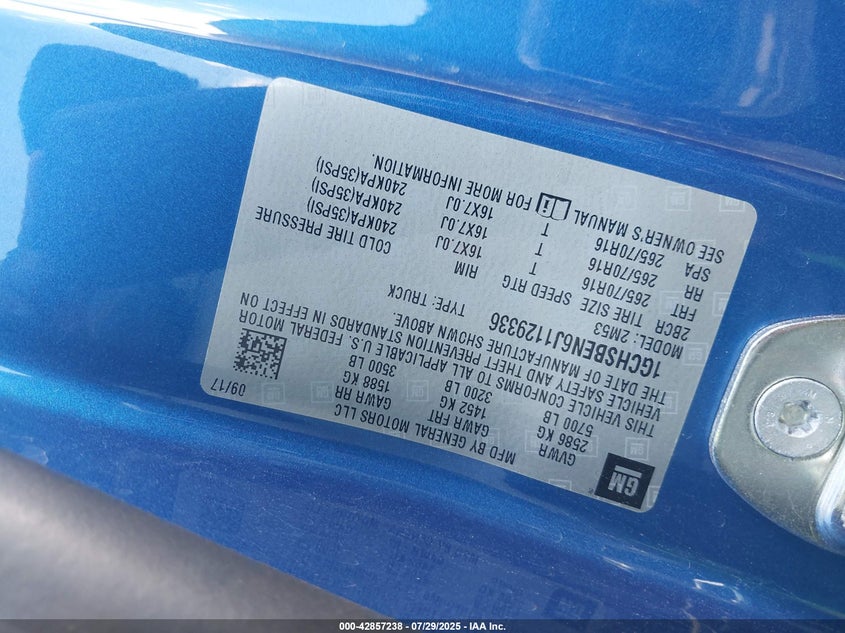 GM
MFD BY GENERAL MOTORS LLC 09/17
GVWR GAWR FRT GAWR RR
2586 KG 1452 KG 1588 KG
5700 LB 3200 LB 3500 LB
THIS VEHICLE CONFORMS TO ALL APPLICABLE U.S. FEDERAL MOTOR
VEHICLE SAFETY AND THEFT PREVENTION STANDARDS IN EFFECT ON
THE DATE OF MANUFACTURE SHOWN ABOVE.
1GCHSBEN6J1129336 TYPE: TRUCK
MODEL: 2M53
2BCR TIRE SIZE SPEED RTG RIM COLD TIRE PRESSURE
FRT 265/70R16 T 16X7.0J 240KPA(35PSI)
RR 265/70R16 T 16X7.0J 240KPA(35PSI)
SPA 265/70R16 T 16X7.0J 240KPA(35PSI)
SEE OWNER'S MANUAL i FOR MORE INFORMATION.
000-42857238 - 07/29/2025 - IAA Inc.